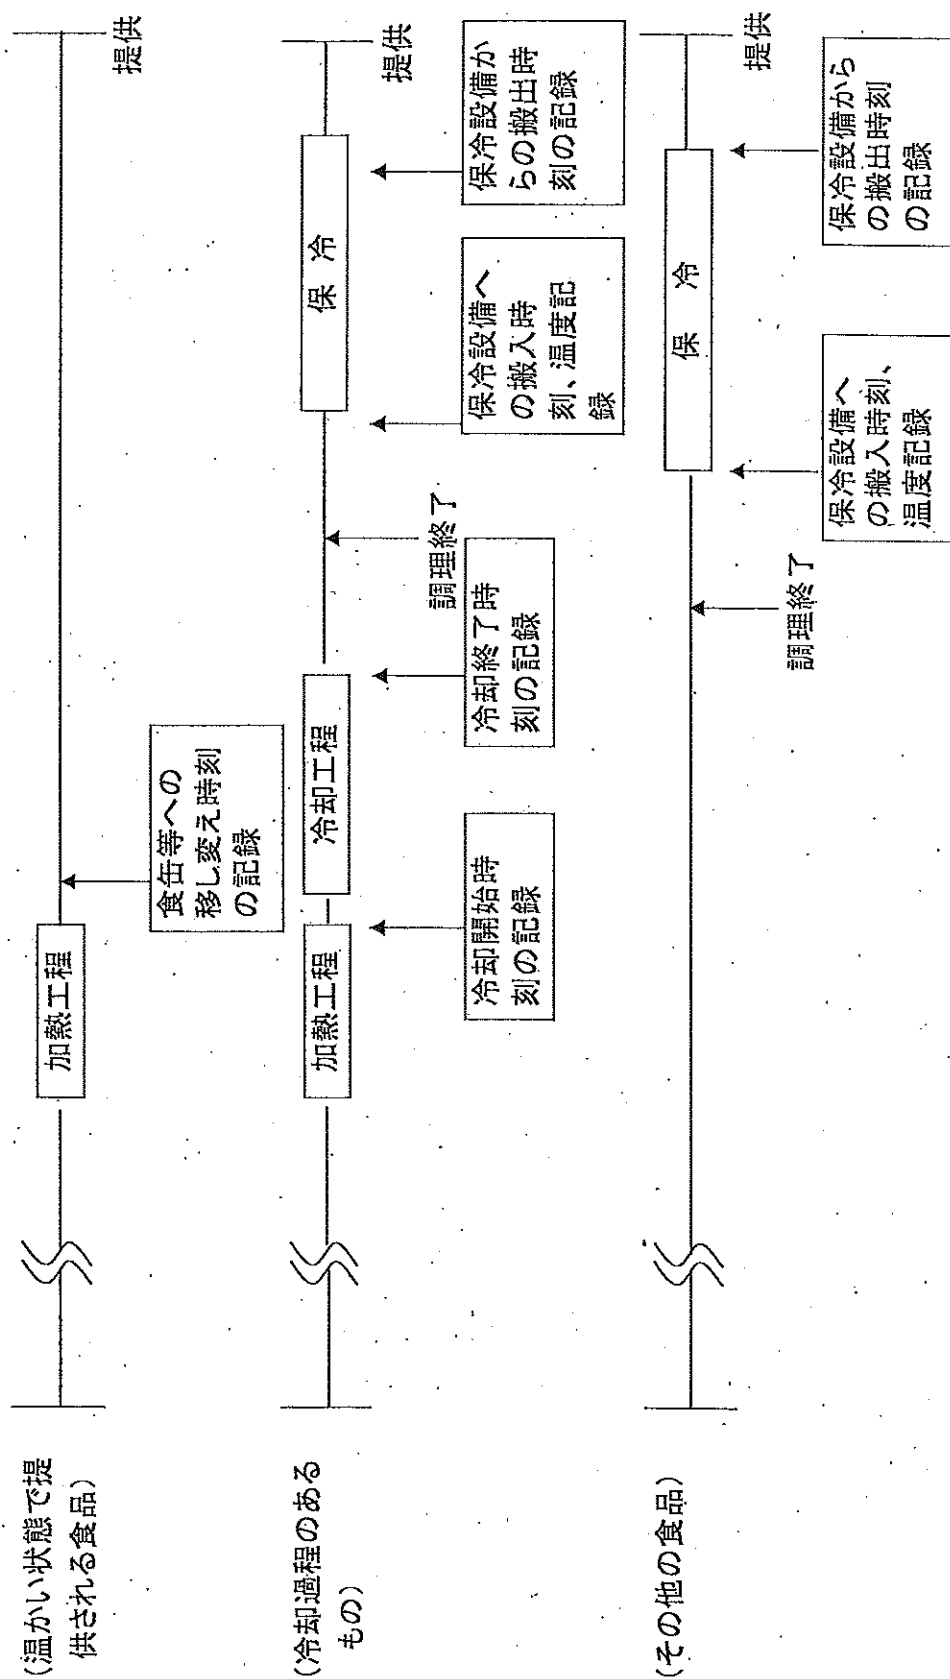 (温かい状態で提
供される食品)
加熱工程
食缶等への
移し変え時刻
の記録
提供
(冷却過程のある
もの)
加熱工程
冷却工程
保冷
冷却開始時
刻の記録
冷却終了時
刻の記録
調理終了
保冷設備へ
の搬入時
刻、温度記
録
保冷設備か
らの搬出時
刻の記録
提供
(その他の食品)
保冷
調理終了
保冷設備へ
の搬入時刻、
温度記録
保冷設備から
の搬出時刻
の記録
提供